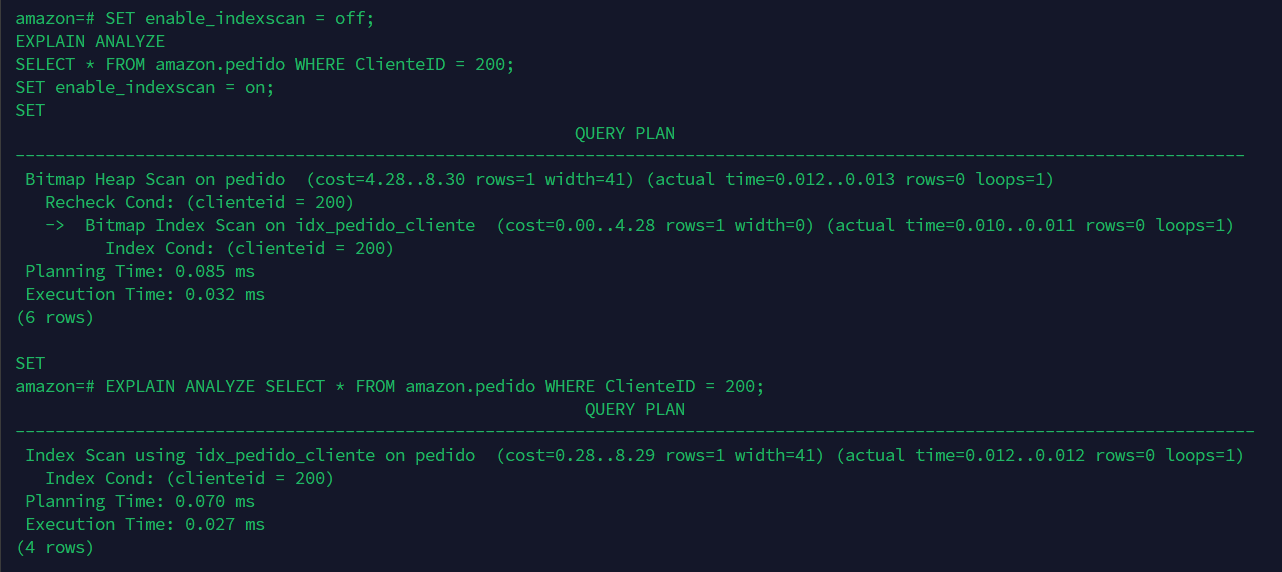 amazon=# SET enable_indexscan = off;
EXPLAIN ANALYZE
SELECT * FROM amazon.pedido WHERE ClienteID = 200;
SET enable_indexscan = on;
SET
QUERY PLAN
---------------------------------------------------------------------------------------------------------------------------
Bitmap Heap Scan on pedido  (cost=4.28..8.30 rows=1 width=41) (actual time=0.012..0.013 rows=0 loops=1)
Recheck Cond: (clienteid = 200)
->  Bitmap Index Scan on idx_pedido_cliente  (cost=0.00..4.28 rows=1 width=0) (actual time=0.010..0.011 rows=0 loops=1)
Index Cond: (clienteid = 200)
Planning Time: 0.085 ms
Execution Time: 0.032 ms
(6 rows)
SET
amazon=# EXPLAIN ANALYZE SELECT * FROM amazon.pedido WHERE ClienteID = 200;
QUERY PLAN
----------------------------------------------------------------------------------------------------------------------------
Index Scan using idx_pedido_cliente on pedido  (cost=0.28..8.29 rows=1 width=41) (actual time=0.012..0.012 rows=0 loops=1)
Index Cond: (clienteid = 200)
Planning Time: 0.070 ms
Execution Time: 0.027 ms
(4 rows)